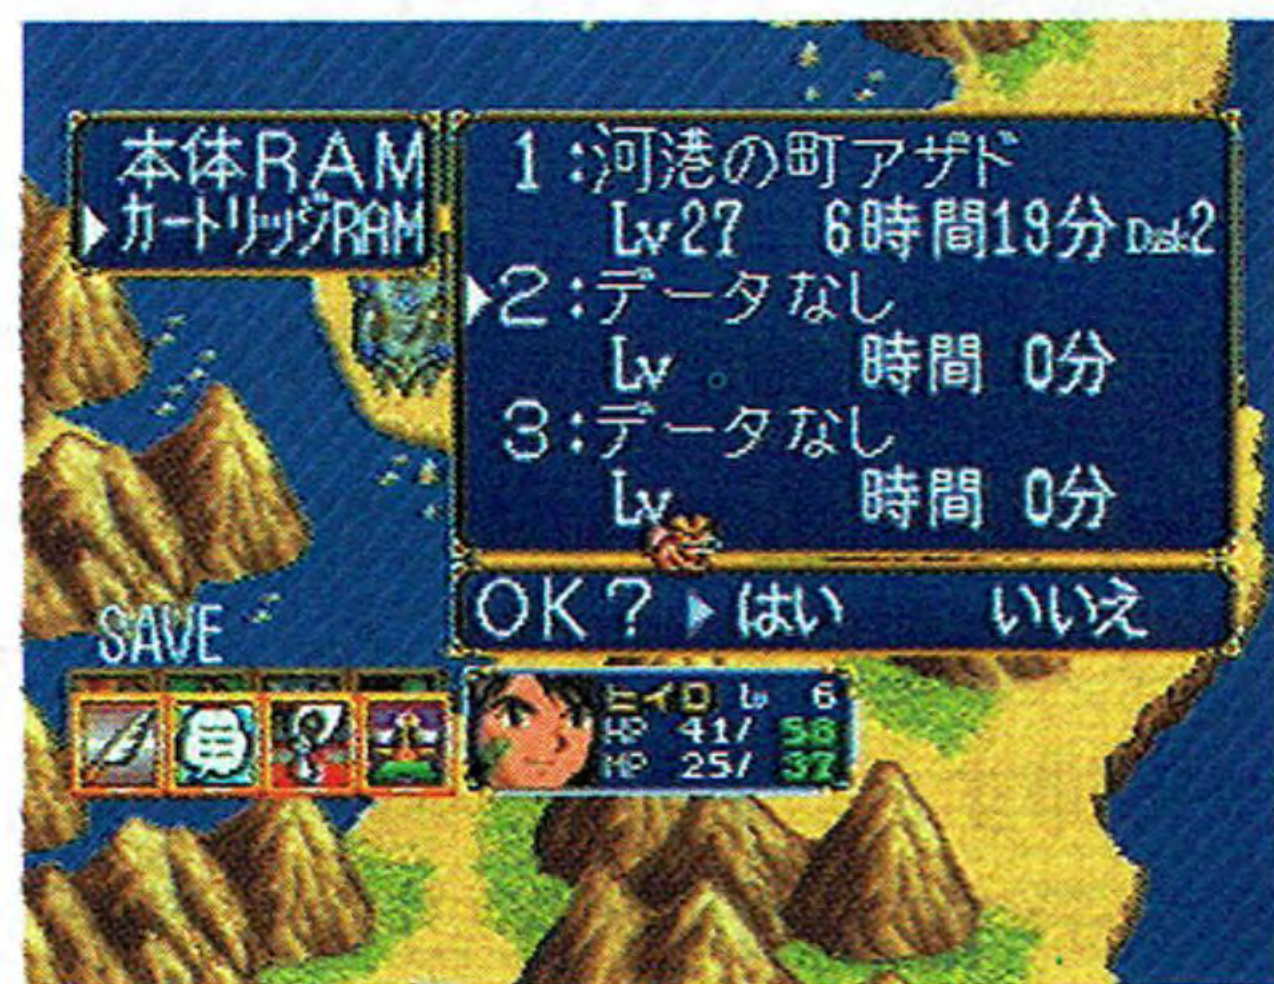 本体RAM
カートリッジRAM
1:河港の町アザド
Lv27 6時間19分 Disk2
2:データなし
Lv 時間 0分
3:データなし
Lv 時間 0分
OK? はい いいえ
SAVE
ヒイロ Lv 6
HP 41/ 58
MP 25/ 37